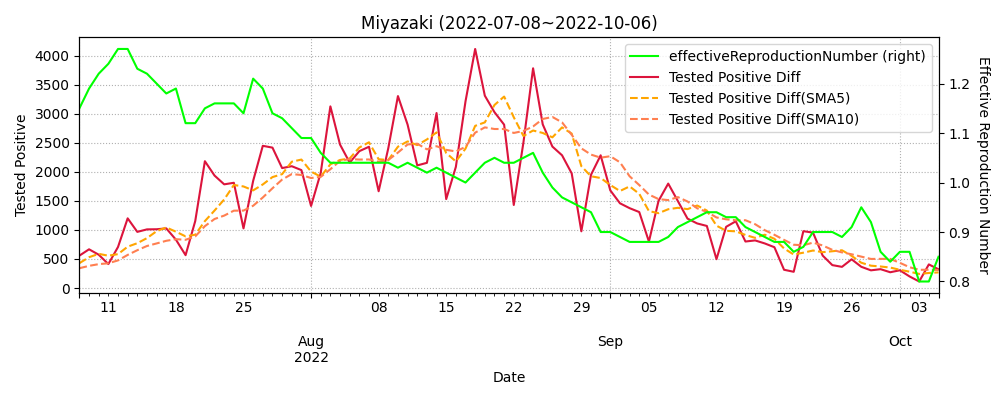 Miyazaki (2022-07-08~2022-10-06)
effectiveReproductionNumber (right)
Tested Positive Diff
Tested Positive Diff(SMA5)
Tested Positive Diff(SMA10)
Tested Positive
4000
3500
3000
2500
2000
1500
1000
500
0
1.2
1.1
1.0
0.9
0.8
Effective Reproduction Number
11 18 25 08 15 22 29 05 12 19 26 03
Aug Sep Oct
2022
Date